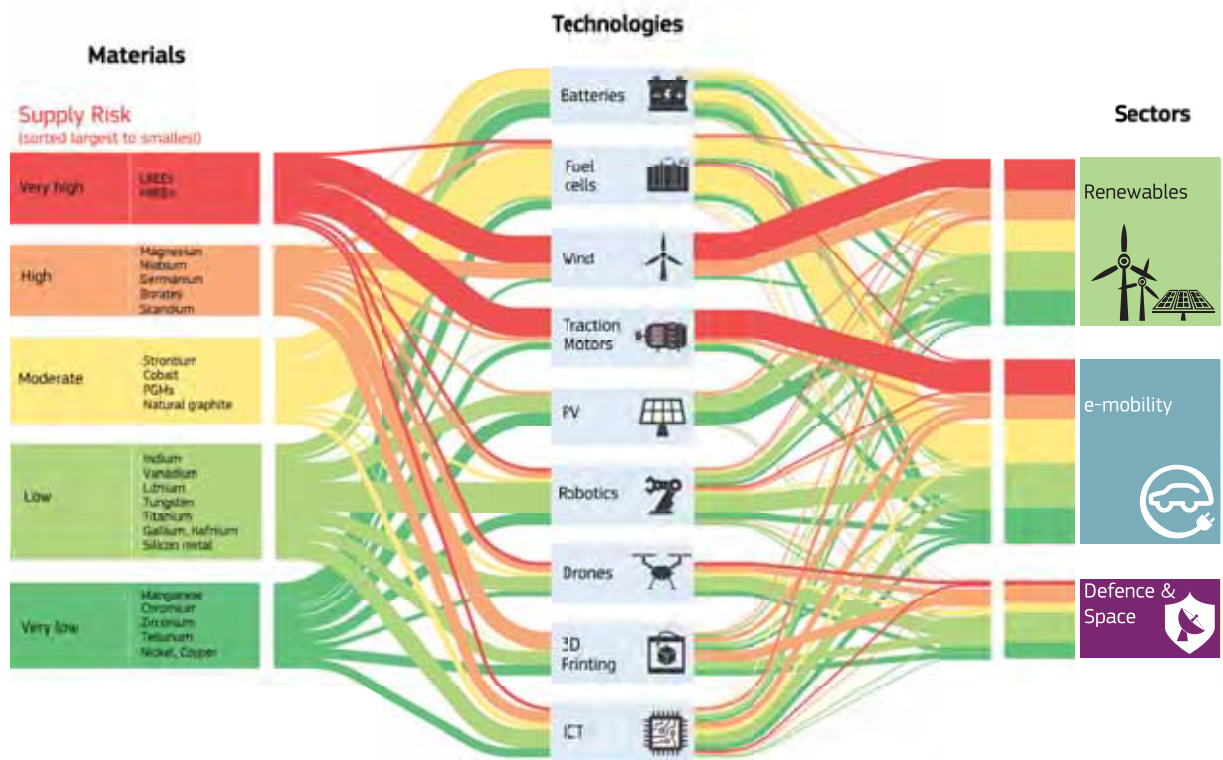 Technologies
Materials
Supply Risk
(sorted largest to smallest)
Very high
LREEs
HREEs
High
Magnesium
Niobium
Germanium
Borates
Scandium
Moderate
Strontium
Cobalt
PGMs
Natural graphite
Low
Indium
Vanadium
Lithium
Tungsten
Titanium
Gallium, Hafnium
Silicon metal
Very low
Manganese
Chromium
Zirconium
Tellurium
Nickel, Copper
Batteries
Fuel
cells
Wind
Traction
Motors
PV
Robotics
Drones
3D
Printing
ICT
Sectors
Renewables
e-mobility
Defence &
Space